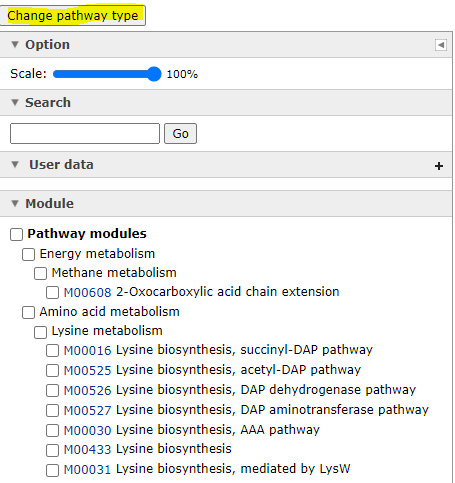 Change pathway type
Option
Scale: 100%
Search
Go
User data +
Module
Pathway modules
Energy metabolism
Methane metabolism
M00608 2-Oxocarboxylic acid chain extension
Amino acid metabolism
Lysine metabolism
M00016 Lysine biosynthesis, succinyl-DAP pathway
M00525 Lysine biosynthesis, acetyl-DAP pathway
M00526 Lysine biosynthesis, DAP dehydrogenase pathway
M00527 Lysine biosynthesis, DAP aminotransferase pathway
M00030 Lysine biosynthesis, AAA pathway
M00433 Lysine biosynthesis
M00031 Lysine biosynthesis, mediated by LysW